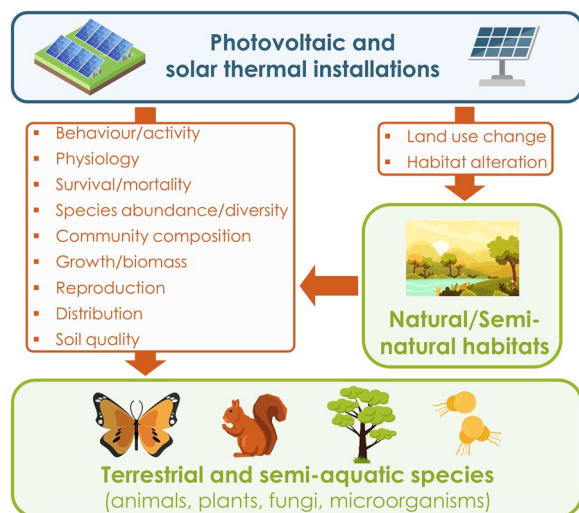 Photovoltaic and
solar thermal installations
▪ Behaviour/activity
▪ Physiology
▪ Survival/mortality
▪ Species abundance/diversity
▪ Community composition
▪ Growth/biomass
▪ Reproduction
▪ Distribution
▪ Soil quality
▪ Land use change
▪ Habitat alteration
Natural/Semi-
natural habitats
Terrestrial and semi-aquatic species
(animals, plants, fungi, microorganisms)